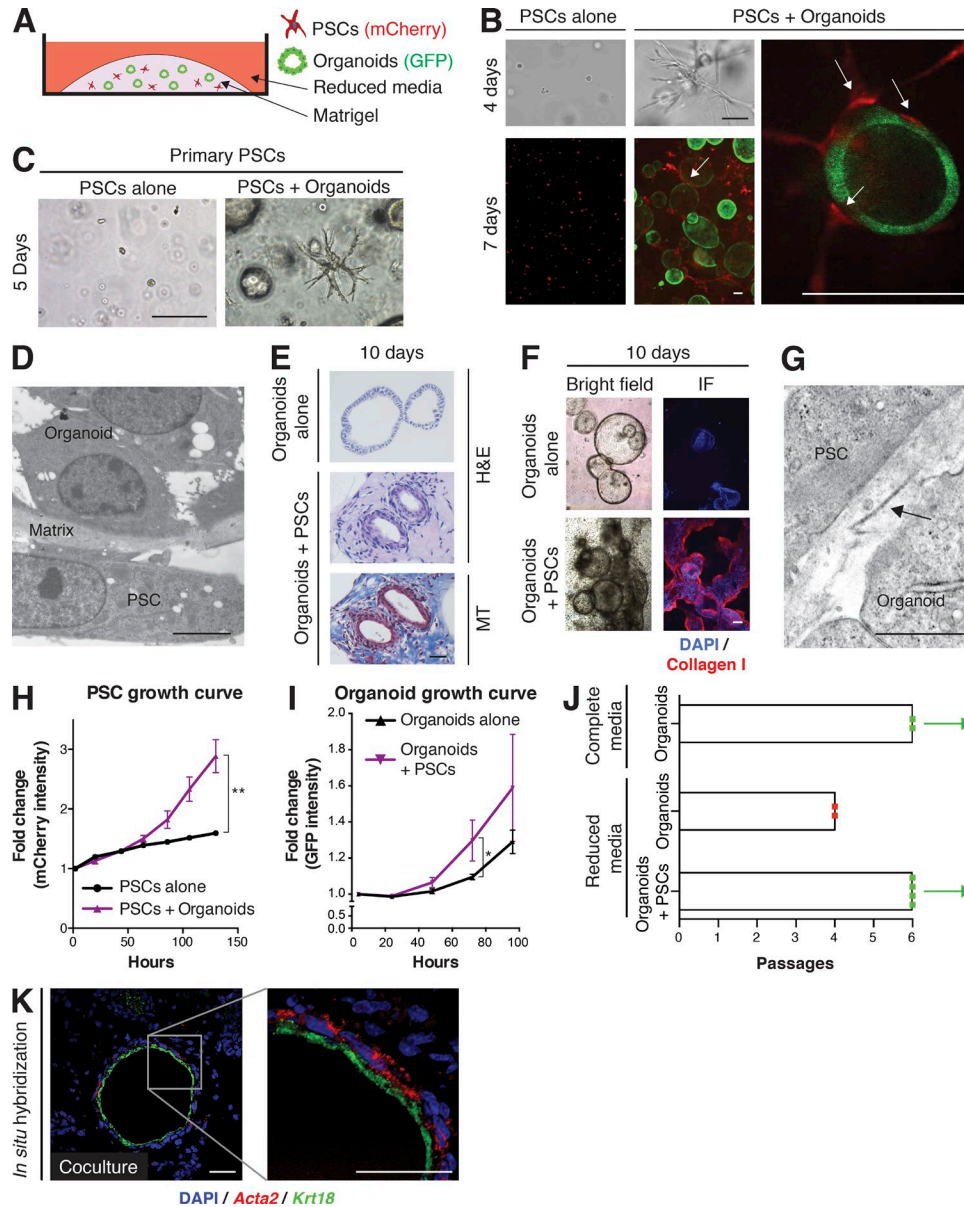 A
PSCs (mCherry)
Organoids (GFP)
Reduced media
Matrigel
B
PSCs alone
PSCs + Organoids
4 days
7 days
C
Primary PSCs
PSCs alone
PSCs + Organoids
5 Days
D
Organoid
Matrix
PSC
E
10 days
Organoids
alone
Organoids + PSCs
H&E
MT
F
10 days
Bright field
IF
Organoids
alone
Organoids
+ PSCs
DAPI /
Collagen I
G
PSC
Organoid
H
PSC growth curve
Fold change
(mCherry intensity)
3
2
1
**
PSCs alone
PSCs + Organoids
0
50
100
150
Hours
I
Organoid growth curve
Fold change
(GFP intensity)
2.0
1.8
1.6
1.4
1.2
1.0
0.5
0.0
Organoids alone
Organoids
+ PSCs
*
0
20
40
60
80
100
Hours
J
Complete
media
Organoids
Reduced
media
Organoids
Organoids
+ PSCs
0
1
2
3
4
5
6
Passages
K
In situ hybridization
Coculture
DAPI / Acta2 / Krt18